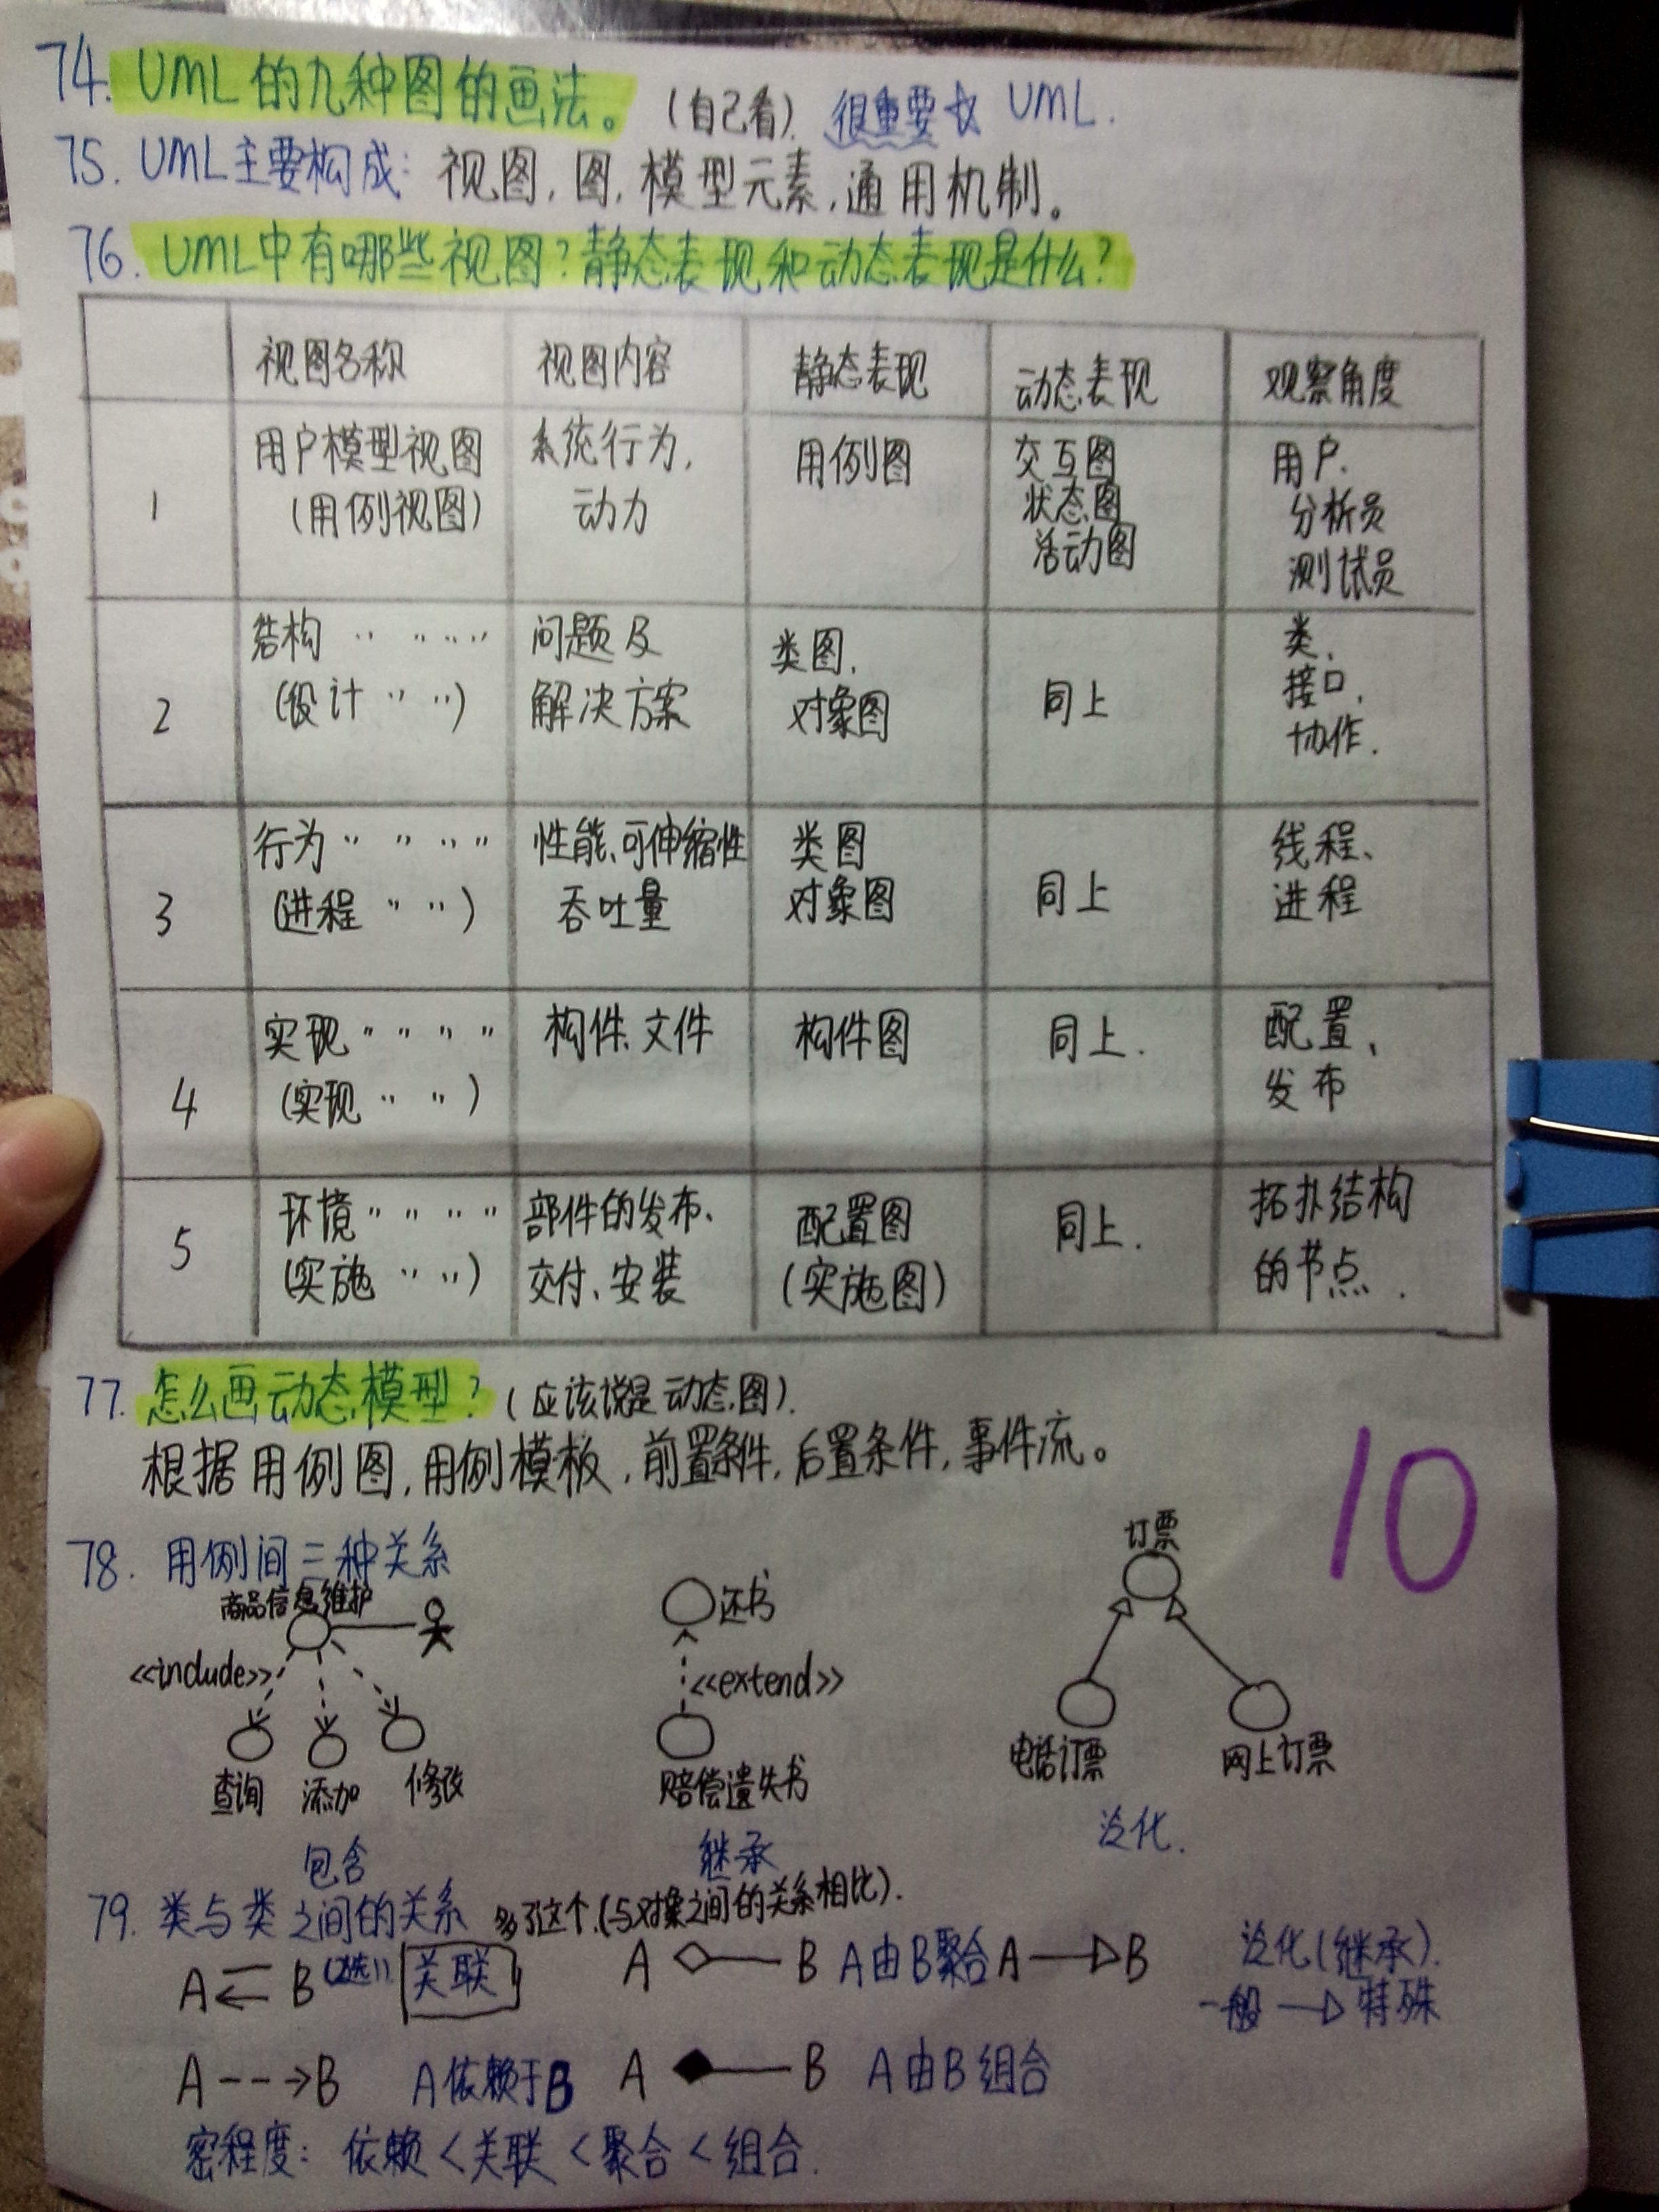 74. UML的九种图的画法。(自己看). 很重要 UML.
75. UML主要构成: 视图, 图, 模型元素, 通用机制。
76. UML中有哪些视图? 静态表现和动态表现是什么?
视图名称 视图内容 静态表现 动态表现 观察角度
1
用户模型视图
(用例视图)
系统行为,
动力
用例图
交互图
状态图
活动图
用户.
分析员
测试员
2
结构 〃 〃 〃 〃
(设计 〃 〃)
问题及
解决方案
类图,
对象图
同上
类、
接口,
协作.
3
行为 〃 〃 〃 〃
(进程 〃 〃)
性能、可伸缩性
吞吐量
类图
对象图
同上
线程、
进程
4
实现 〃 〃 〃 〃
(实现 〃 〃)
构件、文件
构件图
同上.
配置、
发布
5
环境 〃 〃 〃 〃
(实施 〃 〃)
部件的发布、
交付、安装
配置图
(实施图)
同上.
拓扑结构
的节点.
77. 怎么画动态模型? (应该说是动态图).
根据用例图, 用例模板, 前置条件, 后置条件, 事件流。
10
78. 用例间三种关系
商品信息维护
<<include>>
查询 添加 修改
包含
还书
<<extend>>
赔偿遗失书
继承
订票
电话订票 网上订票
泛化.
79. 类与类之间的关系 多了这个.(与对象之间的关系相比).
A B 关联
A B A由B聚合
A B 泛化(继承).
一般 特殊
A B A依赖于B
A B A由B组合
密程度: 依赖 < 关联 < 聚合 < 组合.